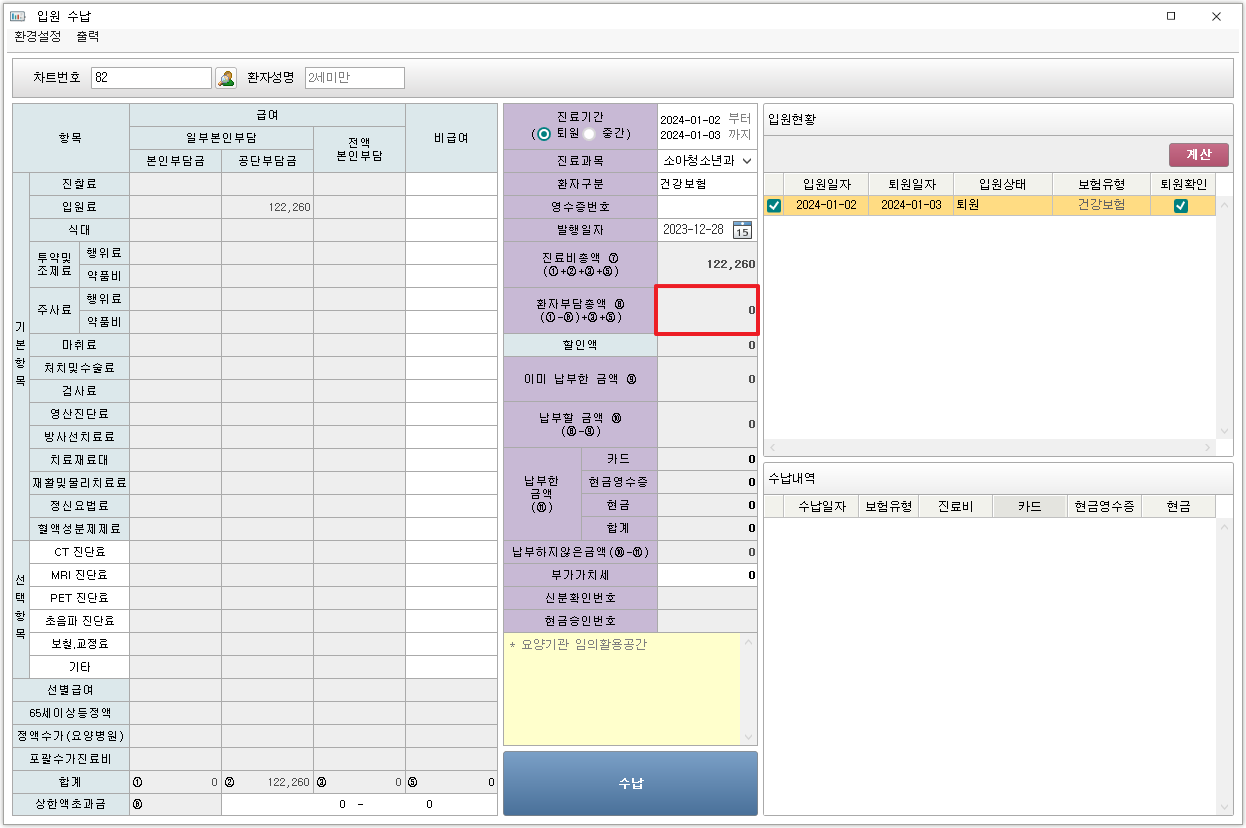 입원 수납
환경설정 출력
차트번호 82 환자성명 2세미만
항목 급여 비급여
일부본인부담 전액
본인부담
본인부담금 공단부담금
기본항목
진찰료
입원료 122,260
식대
투약및
조제료
행위료
약품비
주사료
행위료
약품비
마취료
처치및수술료
검사료
영산진단료
방사선치료료
치료재료대
재활및물리치료료
정신요법료
혈액성분제제료
선택항목
CT 진단료
MRI 진단료
PET 진단료
초음파 진단료
보철,교정료
기타
선별급여
65세이상등정액
정액수가(요양병원)
포괄수가진료비
합계 ① 0 ② 122,260 ③ 0 ⑤ 0
상한액초과금 ⑥ 0 - 0
진료기간
(퇴원 중간)
2024-01-02 부터
2024-01-03 까지
진료과목 소아청소년과
환자구분 건강보험
영수증번호
발행일자 2023-12-28 15
진료비총액 ⑦
(①+②+③+⑤) 122,260
환자부담총액 ⑧
(①-⑥)+③+⑤) 0
할인액 0
이미 납부한 금액 ⑨ 0
납부할 금액 ⑩
(⑧-⑨) 0
납부한
금액
(⑪)
카드 0
현금영수증 0
현금 0
합계 0
납부하지않은금액(⑩-⑪) 0
부가가치세 0
신분확인번호
현금승인번호
* 요양기관 임의활용공간
수납
입원현황
계산
입원일자 퇴원일자 입원상태 보험유형 퇴원확인
2024-01-02 2024-01-03 퇴원 건강보험
수납내역
수납일자 보험유형 진료비 카드 현금영수증 현금